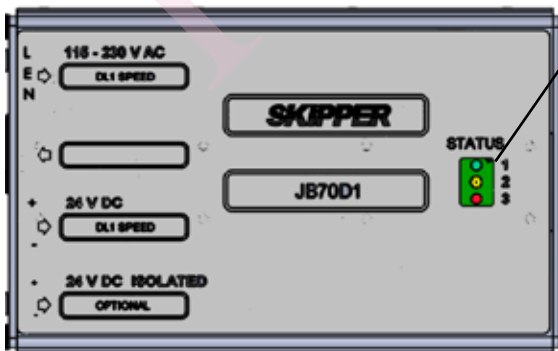 L
E
N
115 - 230 V AC
DL1 SPEED
+
-
24 V DC
DL1 SPEED
+
-
24 V DC ISOLATED
OPTIONAL
SKIPPER
JB70D1
STATUS
1
2
3